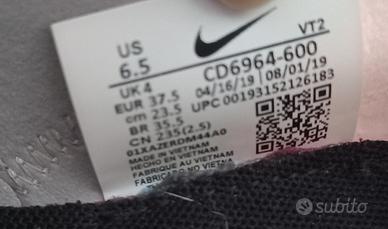 US
6.5
UK 4
EUR 37.5
cm 23.5
BR 35.5
CN 235(2.5)
VT2
CD6964-600
04/16/19 08/01/19
UPC 00193152126183
01XAZERDM44A0
MADE IN VIETNAM
HECHO EN VIETNAM
FABRIQUÉ AU VIETNAM
FABRICADO NO VIETNAM
subito